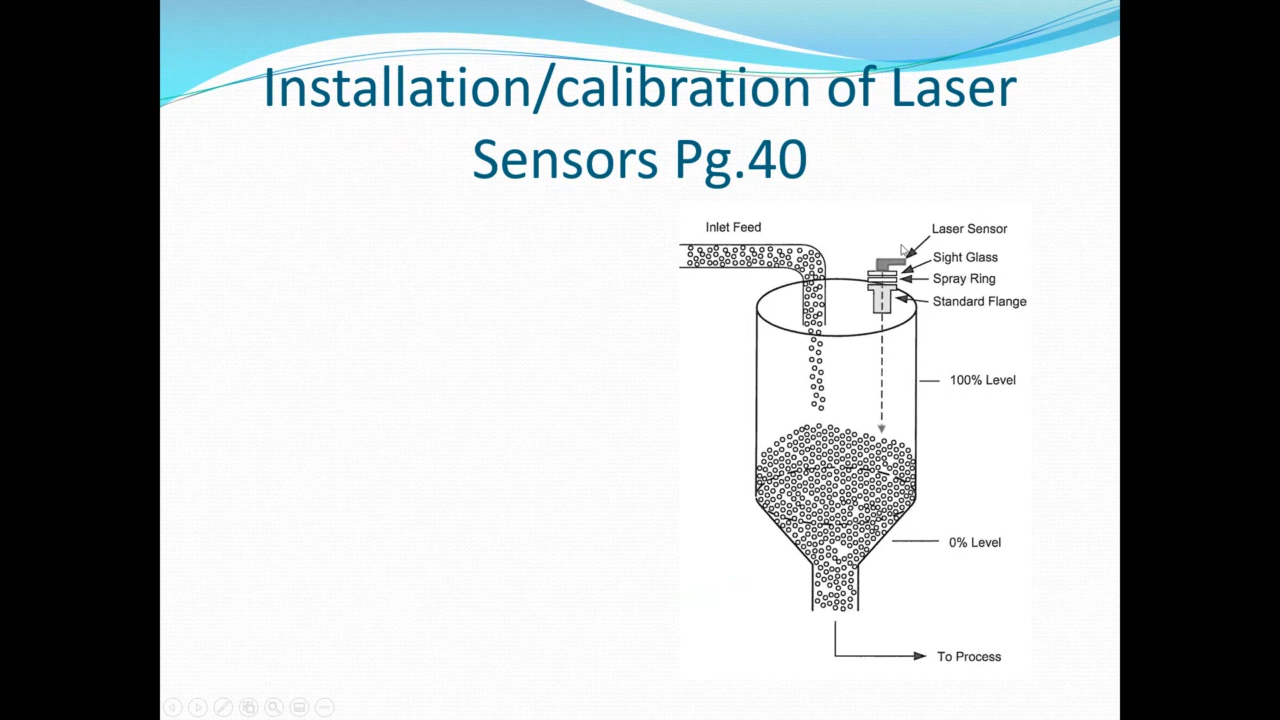 Installation/calibration of Laser
Sensors Pg.40
Inlet Feed
Laser Sensor
Sight Glass
Spray Ring
Standard Flange
100% Level
0% Level
To Process